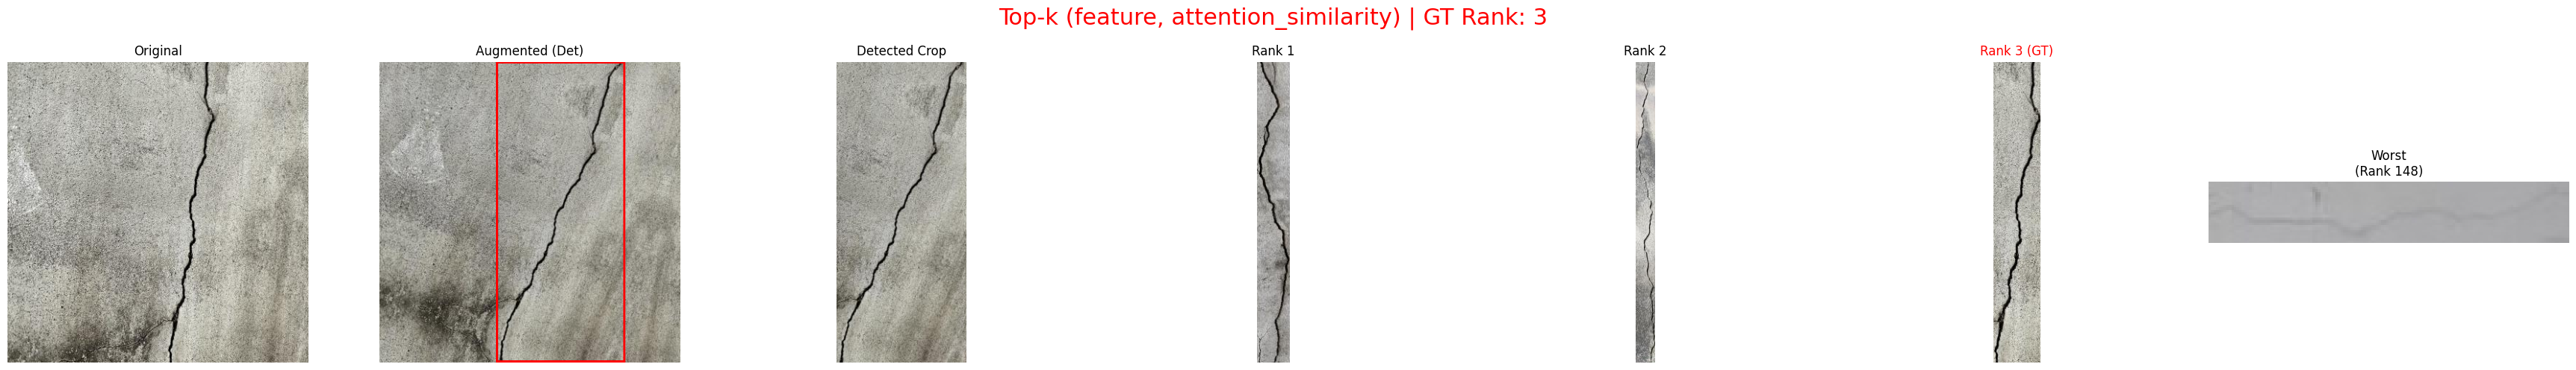 Top-k (feature, attention_similarity) | GT Rank: 3
Original
Augmented (Det)
Detected Crop
Rank 1
Rank 2
Rank 3 (GT)
Worst
(Rank 148)